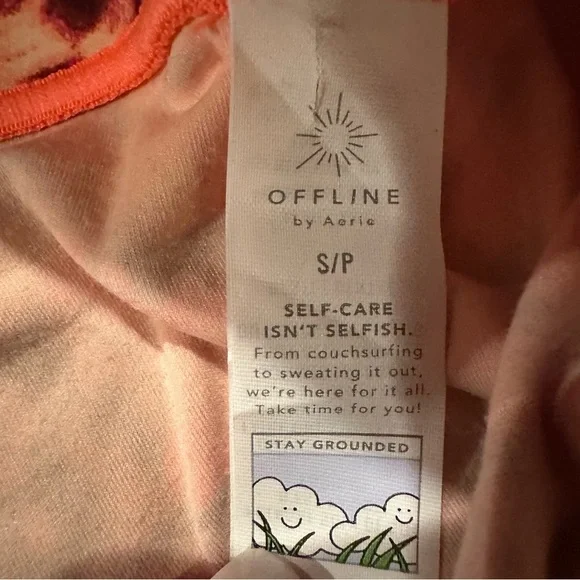 OFFLINE
by Aerie
S/P
SELF-CARE
ISN'T SELFISH.
From couchsurfing
to sweating it out,
we're here for it all.
Take time for you!
STAY GROUNDED